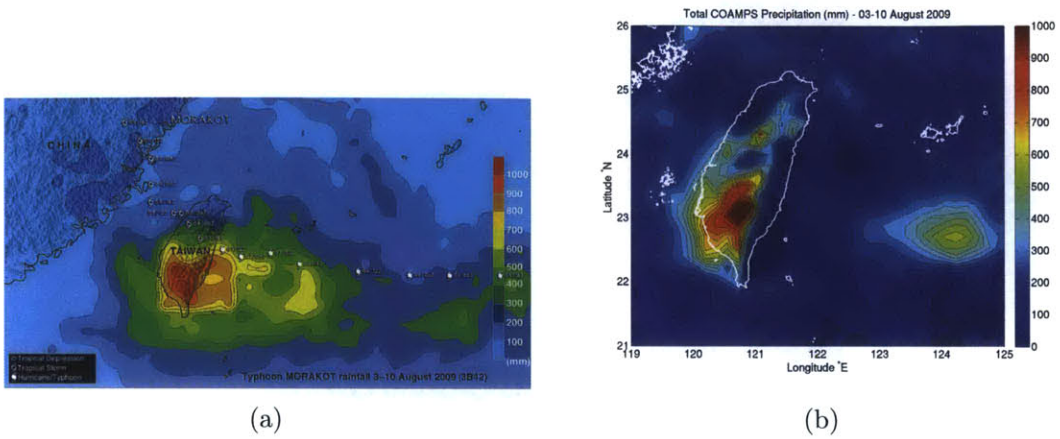 MORAKOT
CHINA
TAIWAN
1000
900
800
700
600
500
400
300
200
100
(mm)
Tropical Depression
Tropical Storm
Hurricane/Typhoon
Typhoon MORAKOT rainfall 3-10 August 2009 (3B42)
(a)
Total COAMPS Precipitation (mm) - 03-10 August 2009
26
25
24
23
22
21
Latitude °N
119 120 121 122 123 124 125
Longitude °E
1000
900
800
700
600
500
400
300
200
100
0
(b)